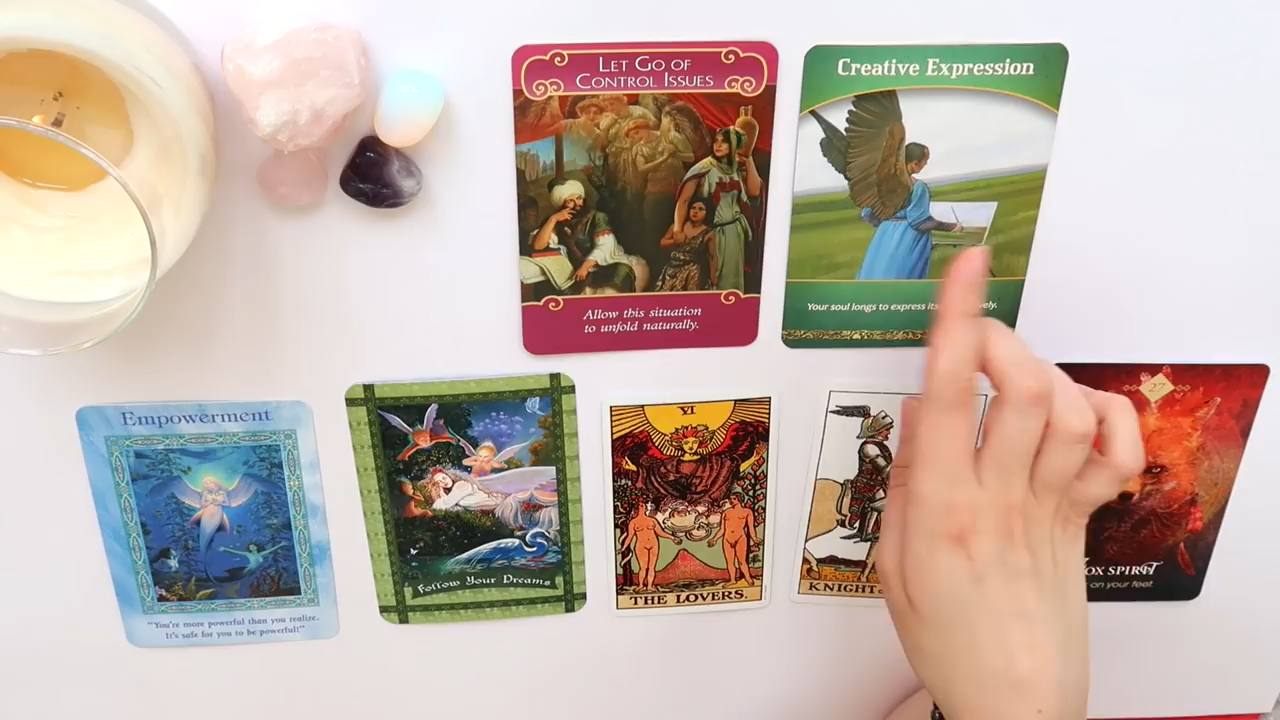 LET GO OF
CONTROL ISSUES
Allow this situation
to unfold naturally.
Creative Expression
Your soul longs to express
Empowerment
"You're more powerful than you realize.
It's safe for you to be powerful!"
Follow Your Dreams
VI
THE LOVERS.
KNIGHT
27
SPIRIT
on your feet